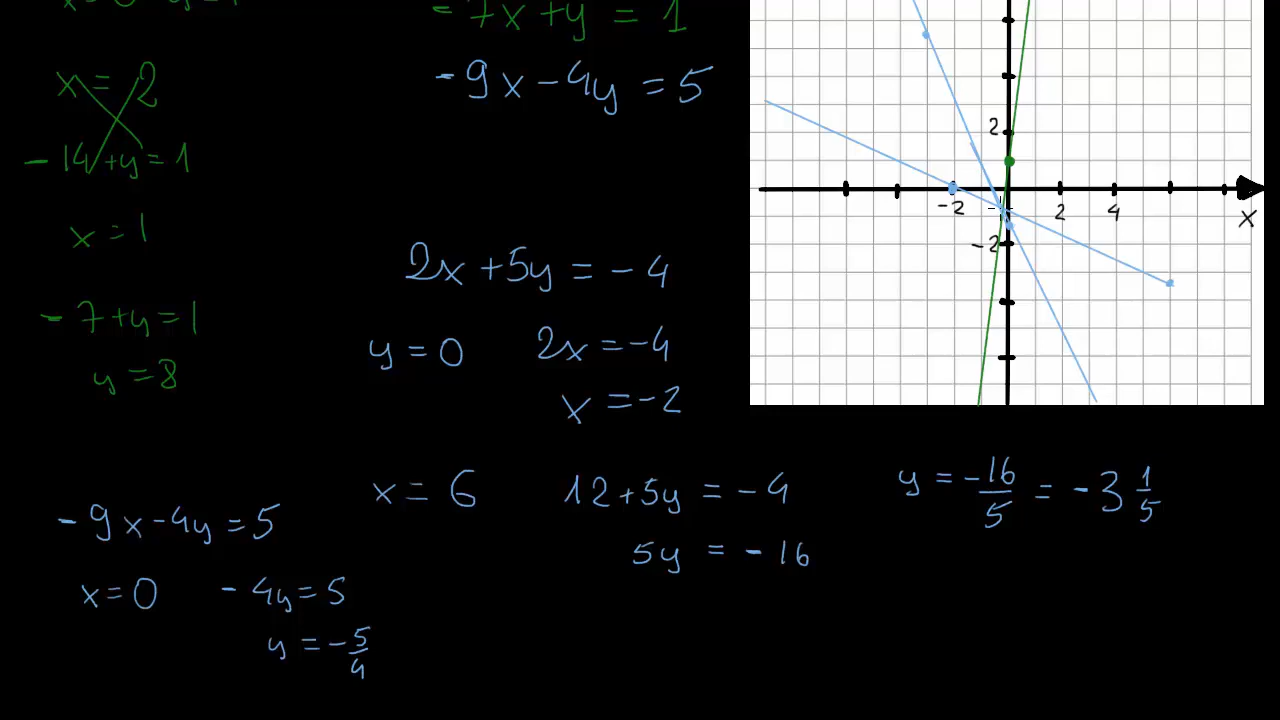 -7x+y = 1
x = 2
-9x-4y = 5
-14+y = 1
x = 1
2x+5y = -4
-7+y = 1
y = 0   2x = -4
y = 8
x = -2
-9x-4y = 5
x = 6   12+5y = -4   y = -16/5 = -3 1/5
5y = -16
x = 0   -4y = 5
y = -5/4
2
-2   2   4
x
-2